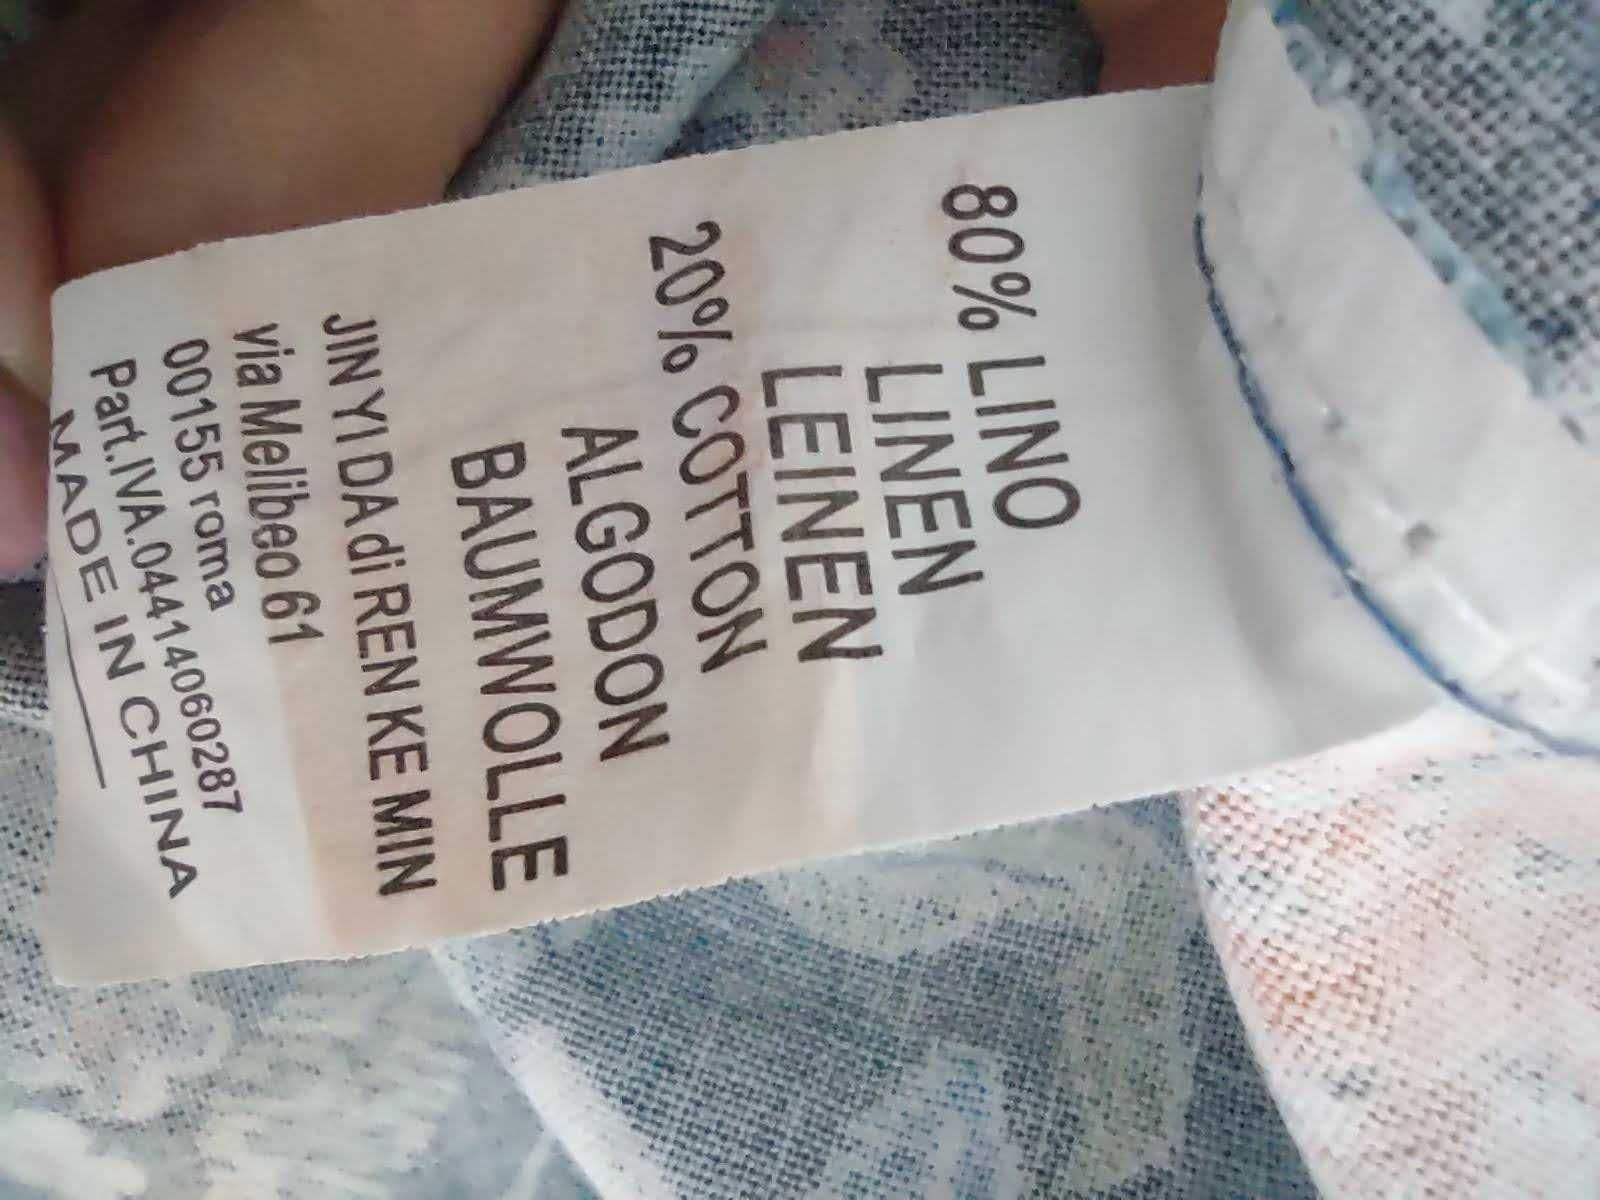 80% LINO
LINEN
LEINEN
20% COTTON
ALGODON
BAUMWOLLE
JIN YI DA di REN KE MIN
via Melibeo 61
00155 roma
Part.IVA.04414060287
MADE IN CHINA